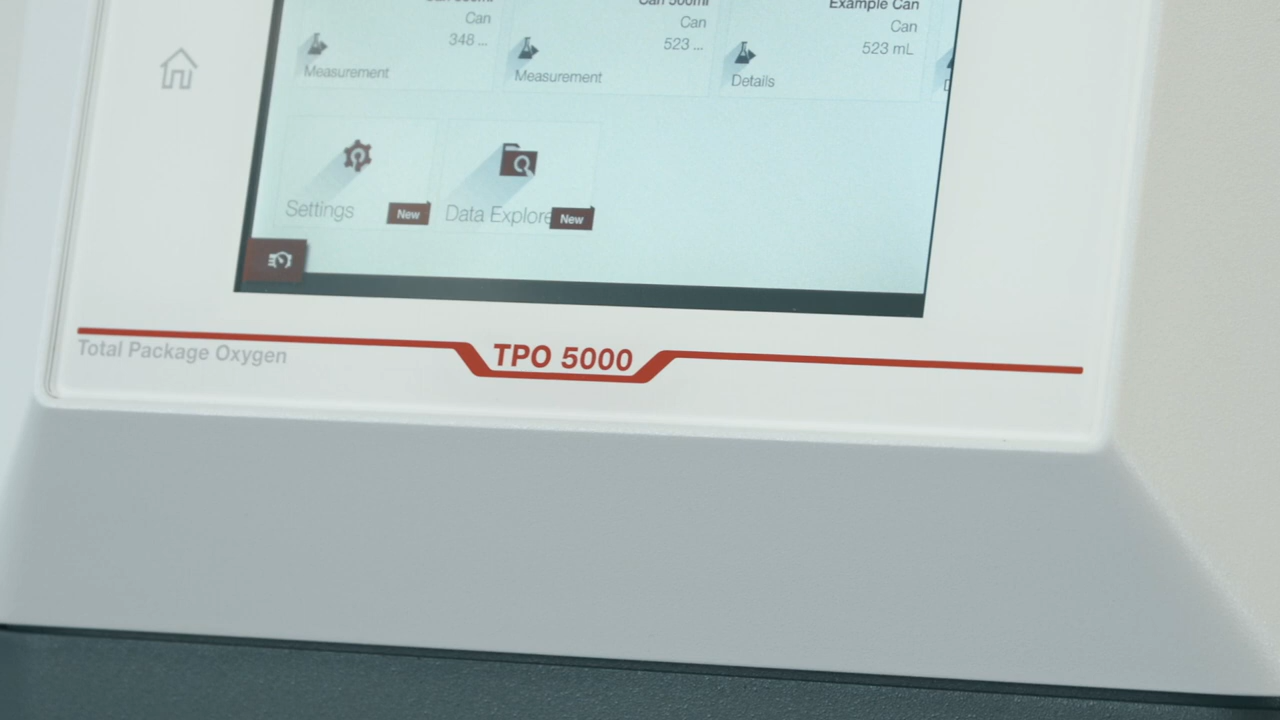 Can 500ml
Example Can
Can
348 ...
Can
523 ...
Can
523 mL
Measurement
Measurement
Details
Settings
New
Data Explore
New
Total Package Oxygen
TPO 5000